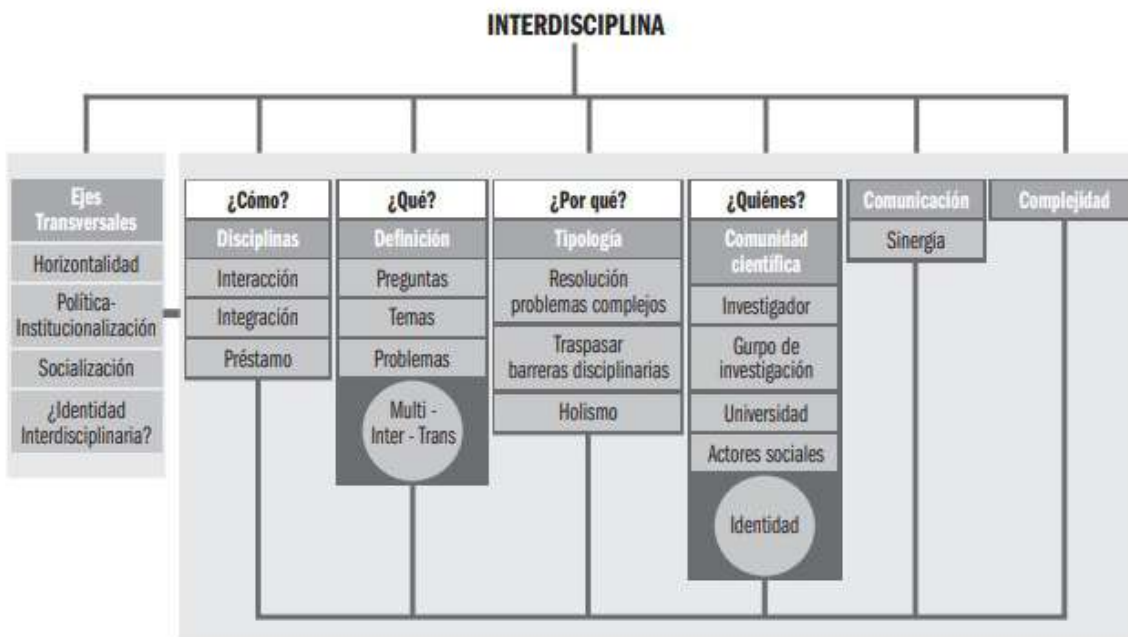 INTERDISCIPLINA
Ejes
Transversales
Horizontalidad
Política-
Institucionalización
Socialización
¿Identidad
Interdisciplinaria?
¿Cómo?
Disciplinas
Interacción
Integración
Préstamo
¿Qué?
Definición
Preguntas
Temas
Problemas
Multi -
Inter - Trans
¿Por qué?
Tipología
Resolución
problemas complejos
Traspasar
barreras disciplinarias
Holismo
¿Quiénes?
Comunidad
científica
Investigador
Gurpo de
investigación
Universidad
Actores sociales
Identidad
Comunicación
Sinergia
Complejidad